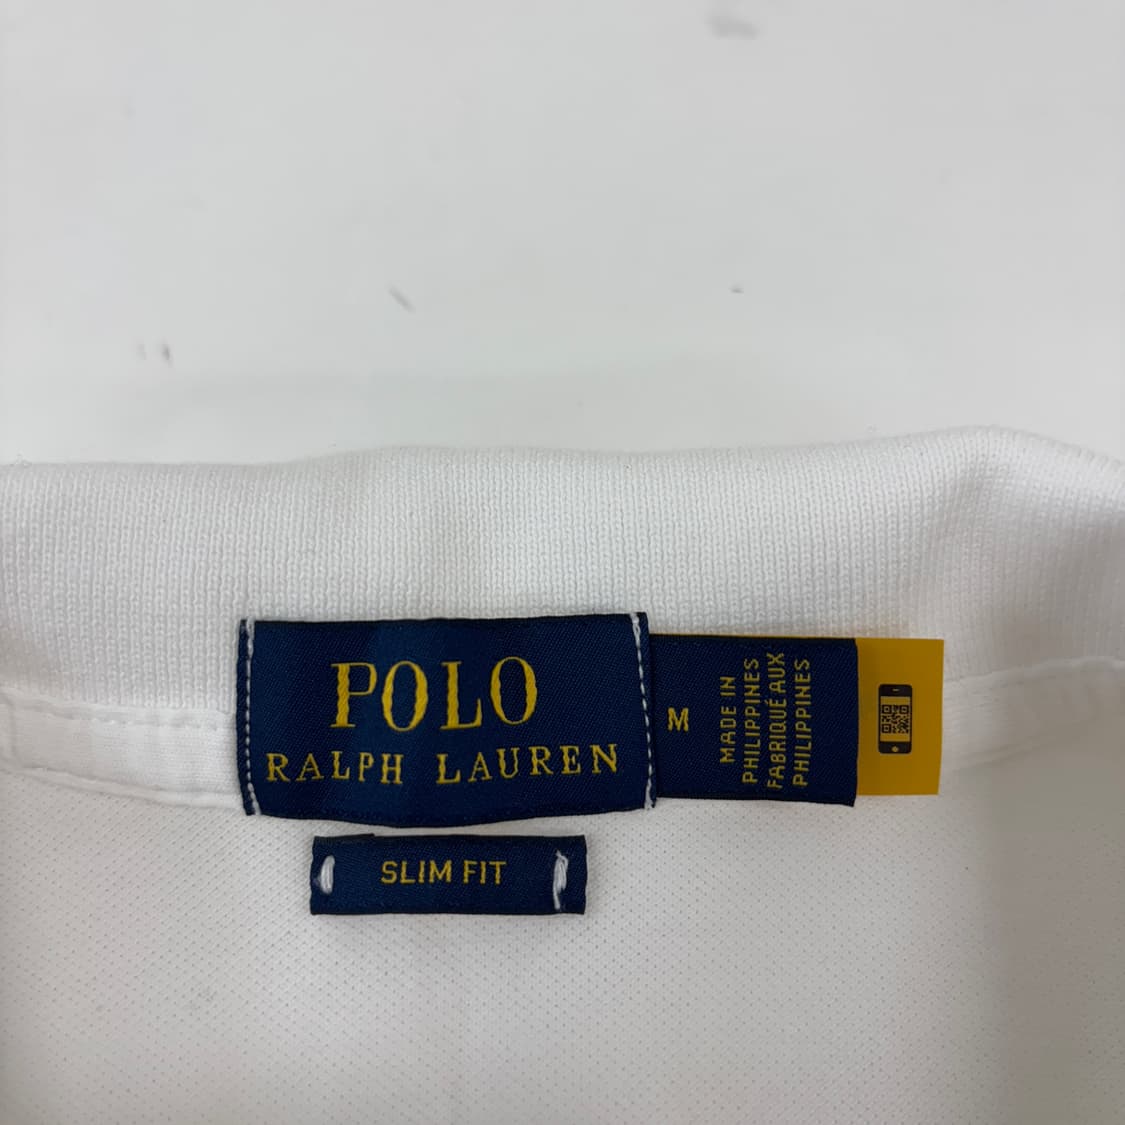 POLO
RALPH LAUREN
M
MADE IN
PHILIPPINES
FABRIQUÉ AUX
PHILIPPINES
SLIM FIT